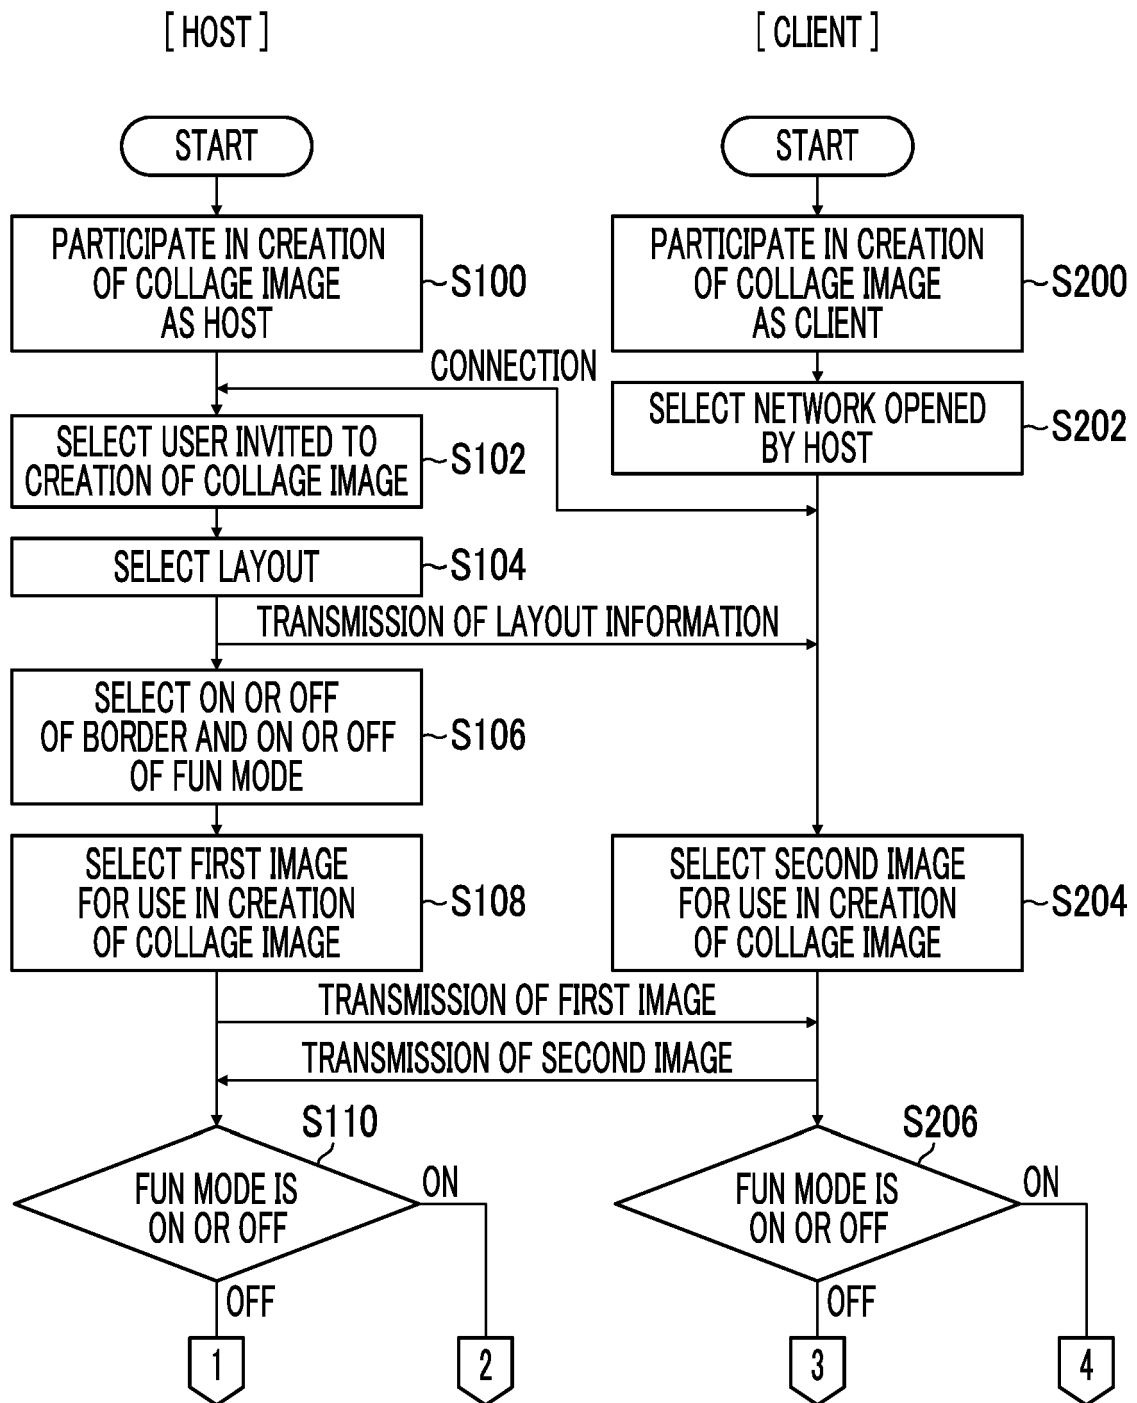 [ HOST ]
[ CLIENT ]
START
START
PARTICIPATE IN CREATION
OF COLLAGE IMAGE
AS HOST
S100
PARTICIPATE IN CREATION
OF COLLAGE IMAGE
AS CLIENT
S200
CONNECTION
SELECT NETWORK OPENED
BY HOST
S202
SELECT USER INVITED TO
CREATION OF COLLAGE IMAGE
S102
SELECT LAYOUT
S104
TRANSMISSION OF LAYOUT INFORMATION
SELECT ON OR OFF
OF BORDER AND ON OR OFF
OF FUN MODE
S106
SELECT FIRST IMAGE
FOR USE IN CREATION
OF COLLAGE IMAGE
S108
SELECT SECOND IMAGE
FOR USE IN CREATION
OF COLLAGE IMAGE
S204
TRANSMISSION OF FIRST IMAGE
TRANSMISSION OF SECOND IMAGE
S110
FUN MODE IS
ON OR OFF
ON
OFF
S206
FUN MODE IS
ON OR OFF
ON
OFF
1
2
3
4